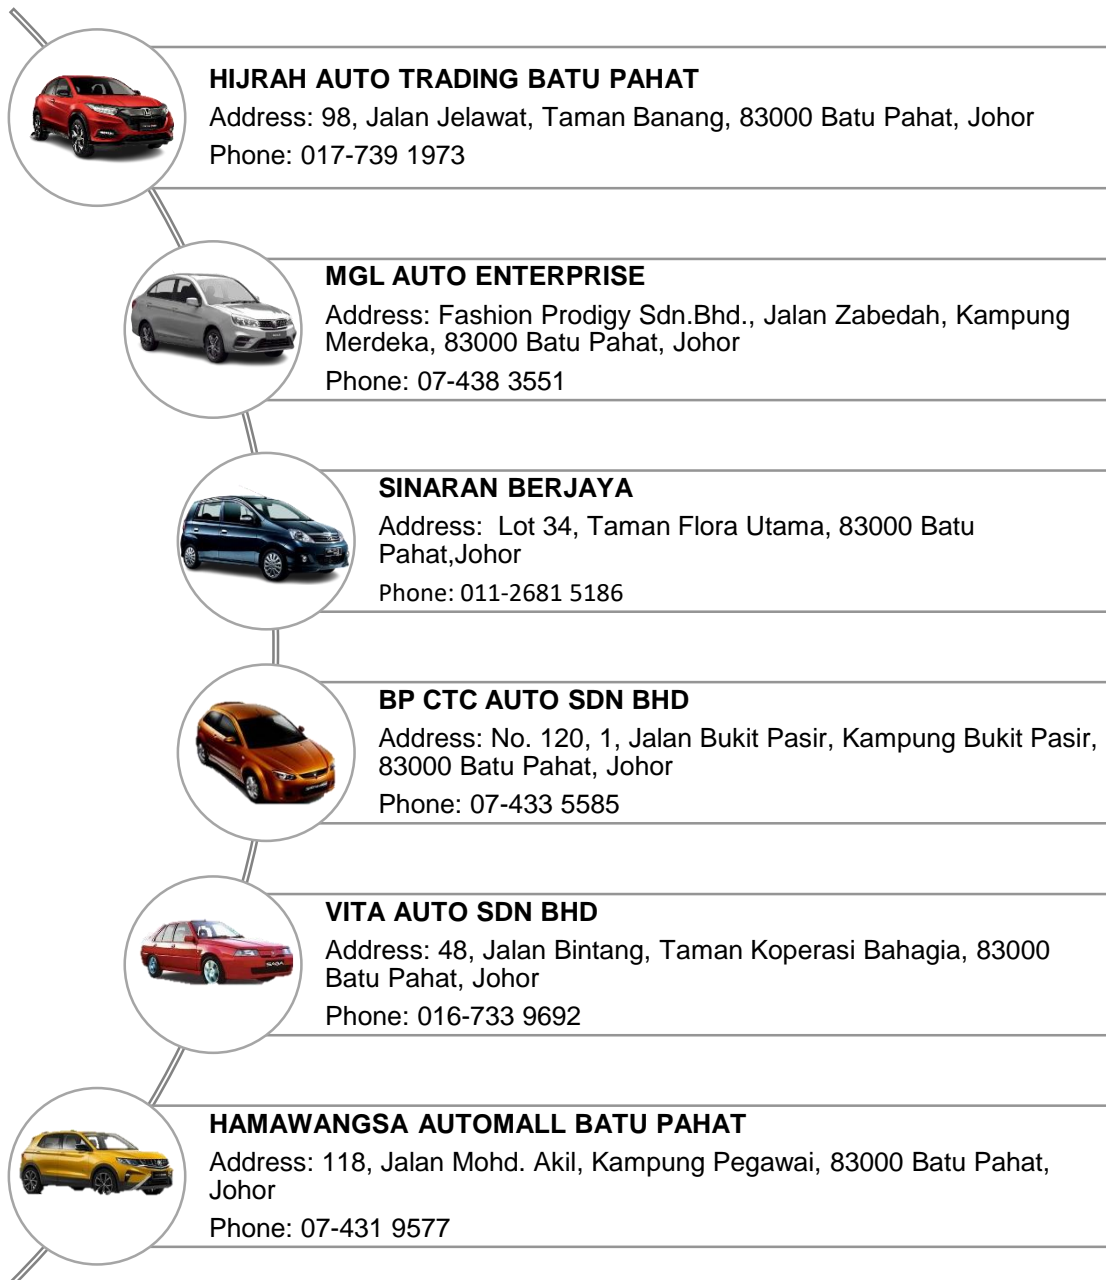 HIJRAH AUTO TRADING BATU PAHAT
Address: 98, Jalan Jelawat, Taman Banang, 83000 Batu Pahat, Johor
Phone: 017-739 1973
MGL AUTO ENTERPRISE
Address: Fashion Prodigy Sdn.Bhd., Jalan Zabedah, Kampung
Merdeka, 83000 Batu Pahat, Johor
Phone: 07-438 3551
SINARAN BERJAYA
Address:  Lot 34, Taman Flora Utama, 83000 Batu
Pahat,Johor
Phone: 011-2681 5186
BP CTC AUTO SDN BHD
Address: No. 120, 1, Jalan Bukit Pasir, Kampung Bukit Pasir,
83000 Batu Pahat, Johor
Phone: 07-433 5585
VITA AUTO SDN BHD
Address: 48, Jalan Bintang, Taman Koperasi Bahagia, 83000
Batu Pahat, Johor
Phone: 016-733 9692
SAGA
HAMAWANGSA AUTOMALL BATU PAHAT
Address: 118, Jalan Mohd. Akil, Kampung Pegawai, 83000 Batu Pahat,
Johor
Phone: 07-431 9577